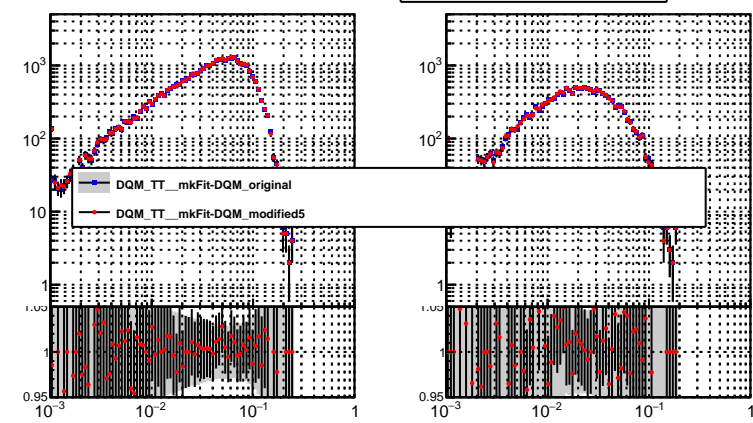 10³ 10³
10² 10²
DQM_TT__mkFit-DQM_original
DQM_TT__mkFit-DQM_modified5
10
1 1
1.05 1.05
1 1
0.95 0.95
10⁻³ 10⁻² 10⁻¹ 1 10⁻³ 10⁻² 10⁻¹ 1